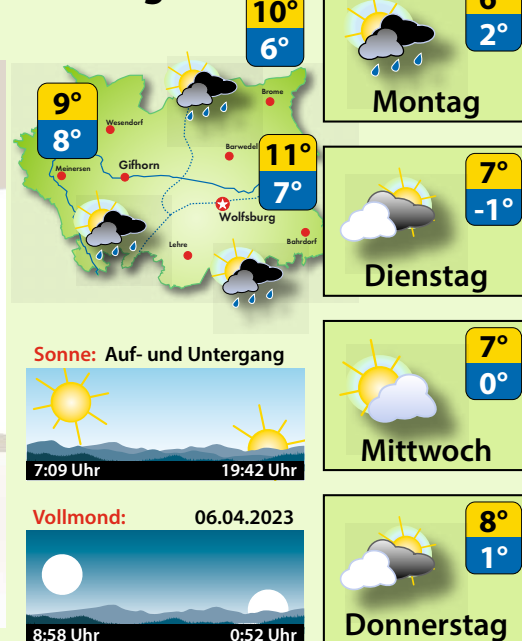 10°
6°
9°
8°
Brome
Wesendorf
Barwedel
11°
7°
Meinersen
Gifhorn
Wolfsburg
Lehre
Bahrdorf
2°
Montag
7°
-1°
Dienstag
7°
0°
Mittwoch
8°
1°
Donnerstag
Sonne: Auf- und Untergang
7:09 Uhr 19:42 Uhr
Vollmond: 06.04.2023
8:58 Uhr 0:52 Uhr